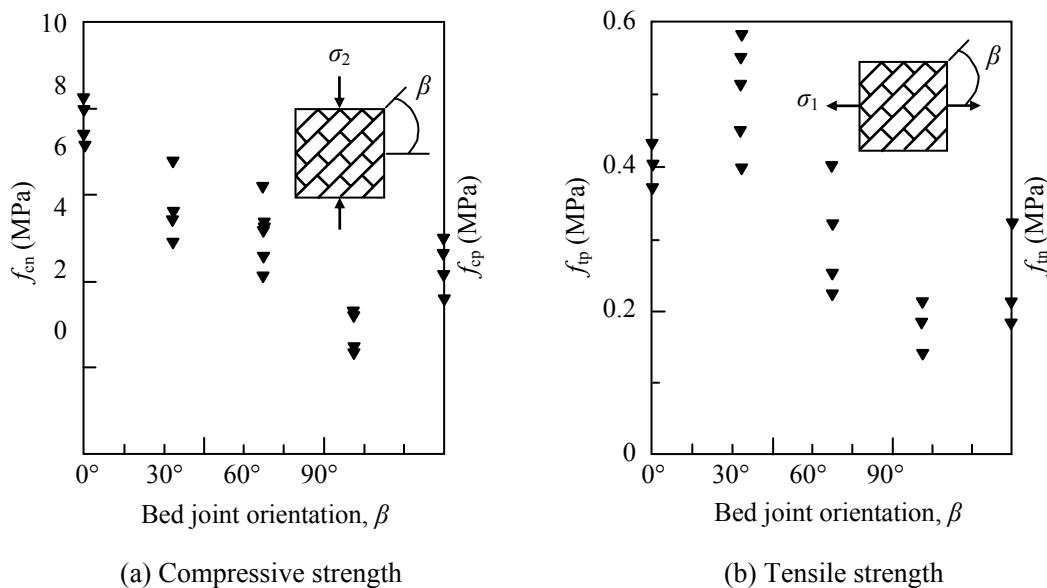 10
8
6
4
2
0
f_cn (MPa)
σ2
β
f_cp (MPa)
0° 30° 60° 90°
Bed joint orientation, β
(a) Compressive strength
0.6
0.4
0.2
0
f_tp (MPa)
σ1
β
f_tn (MPa)
0° 30° 60° 90°
Bed joint orientation, β
(b) Tensile strength